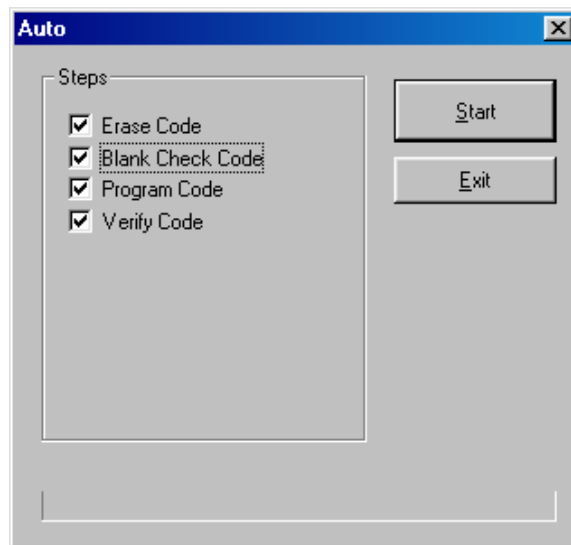 Auto
Steps
Erase Code
Blank Check Code
Program Code
Verify Code
Start
Exit